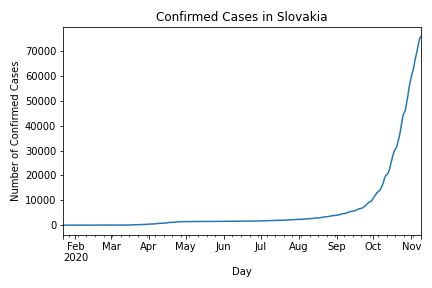 Confirmed Cases in Slovakia
Number of Confirmed Cases
70000
60000
50000
40000
30000
20000
10000
0
Feb Mar Apr May Jun Jul Aug Sep Oct Nov
2020
Day